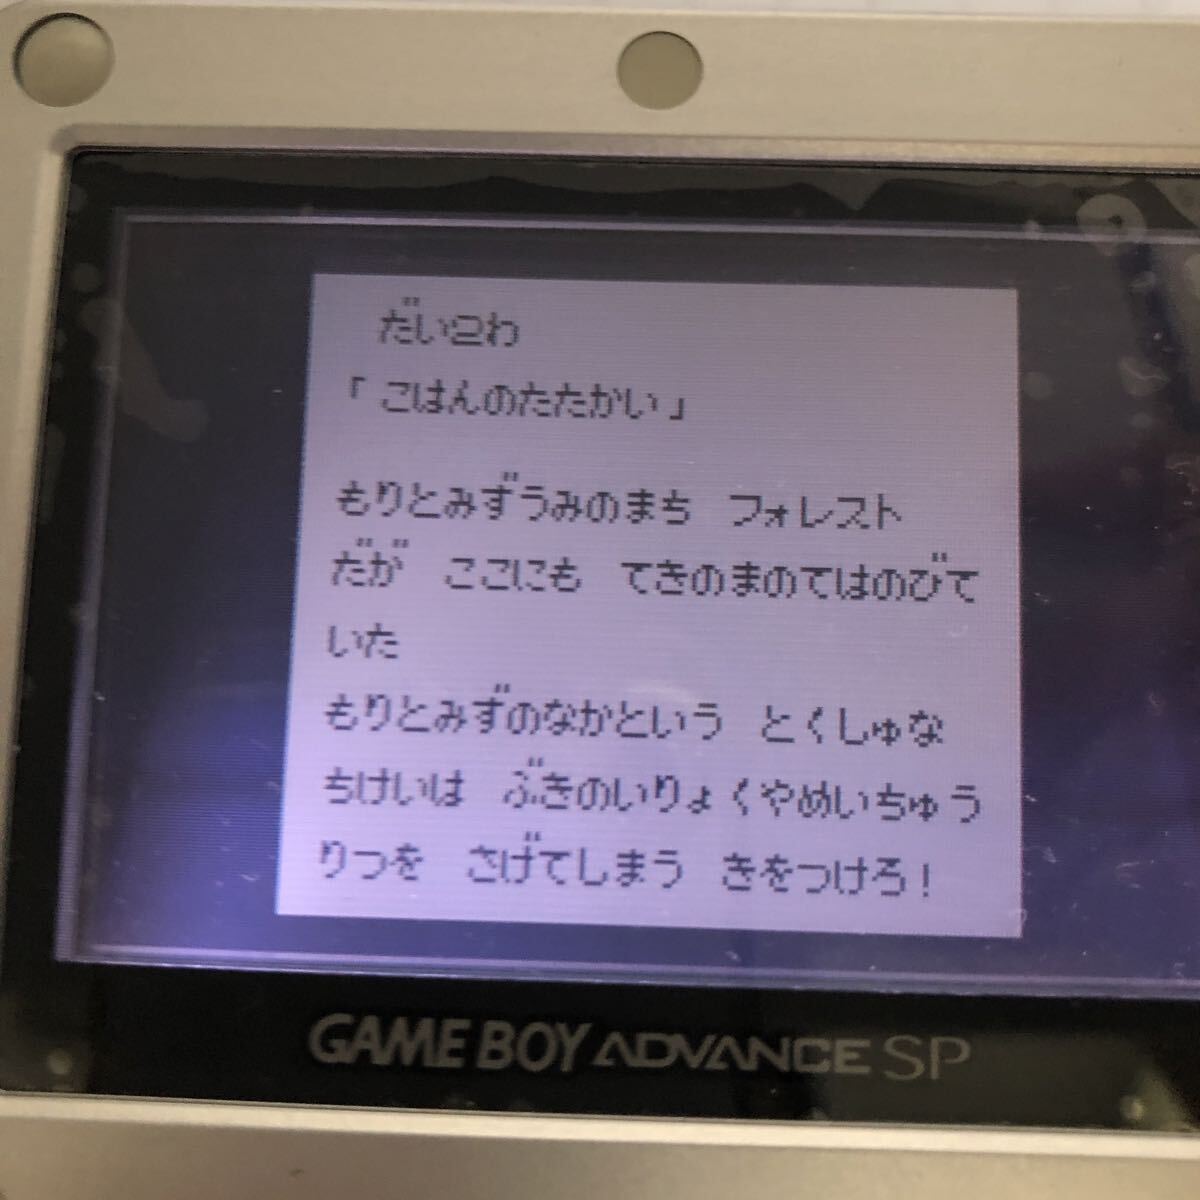 だい2わ
「こはんのたたかい」
もりとみずうみのまち　フォレスト
だが　ここにも　てきのまのてはのびて
いた
もりとみずのなかという　とくしゅな
ちけいは　ぶきのいりょくやめいちゅう
りつを　さげてしまう　きをつけろ！
GAME BOY ADVANCE SP